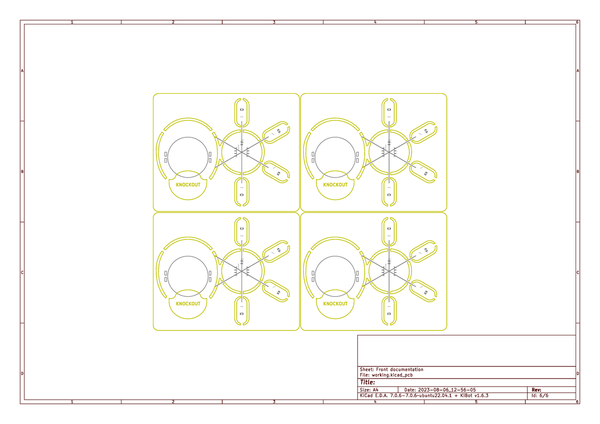 1 2 3 4 5 6
A A
B B
KNOCKOUT KNOCKOUT
C C
KNOCKOUT KNOCKOUT
D D
Sheet: Front documentation
File: working.kicad_pcb
Title:
Size: A4 Date: 2023-08-06_12-56-05 Rev:
KiCad E.D.A. 7.0.6-7.0.6~ubuntu22.04.1 + KiBot v1.6.3 Id: 6/6
1 2 3 4 5 6